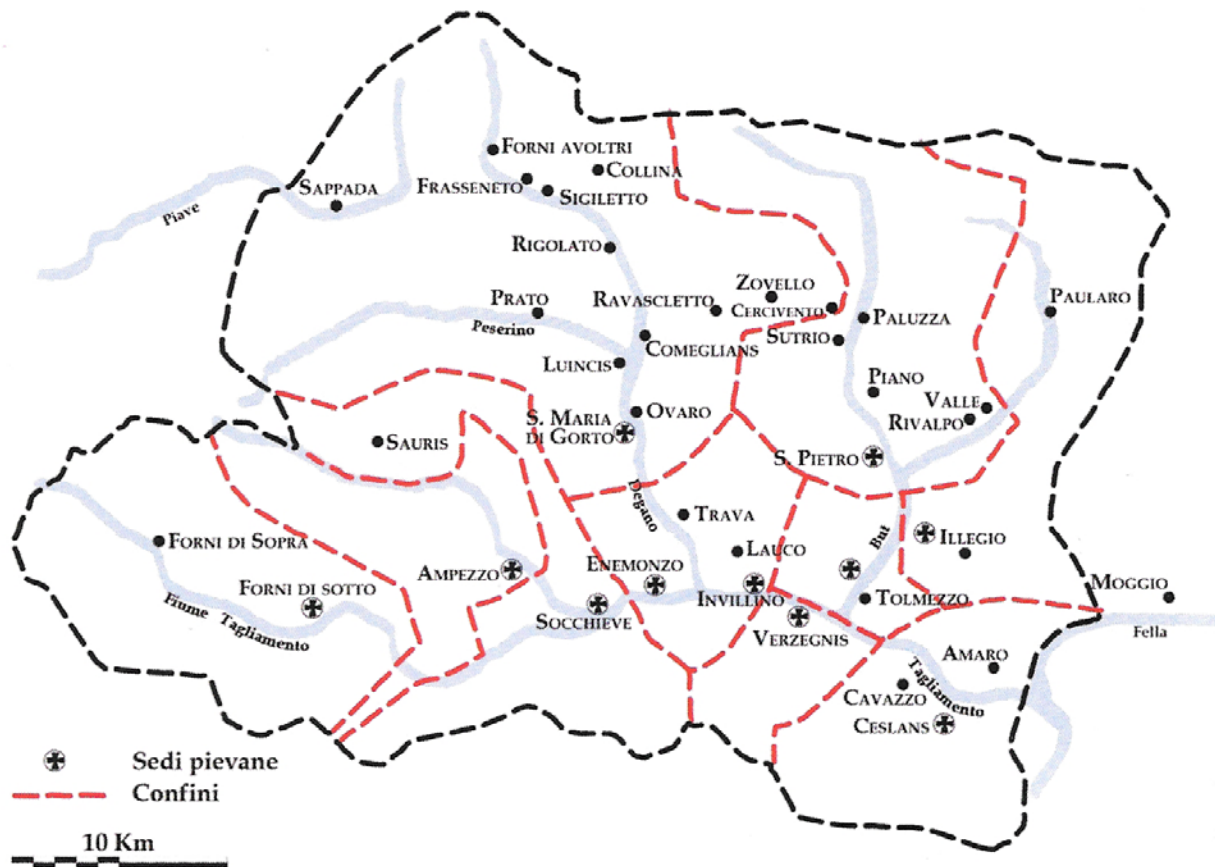 Forni Avoltri
Collina
Sappada
Frasseneto
Sigiletto
Piave
Rigolato
Zovello
Prato
Ravascletto
Cercivento
Paularo
Peserino
Paluzza
Sutrio
Comeglians
Luincis
Piano
Valle
Ovaro
Rivalpo
S. Maria
di Gorto
Sauris
S. Pietro
Degano
Trava
But
Illegio
Forni di Sopra
Lauco
Ampezzo
Enemonzo
Moggio
Forni di sotto
Invillino
Tolmezzo
Fiume Tagliamento
Socchieve
Verzegnis
Fella
Amaro
Tagliamento
Cavazzo
Ceslans
Sedi pievane
Confini
10 Km